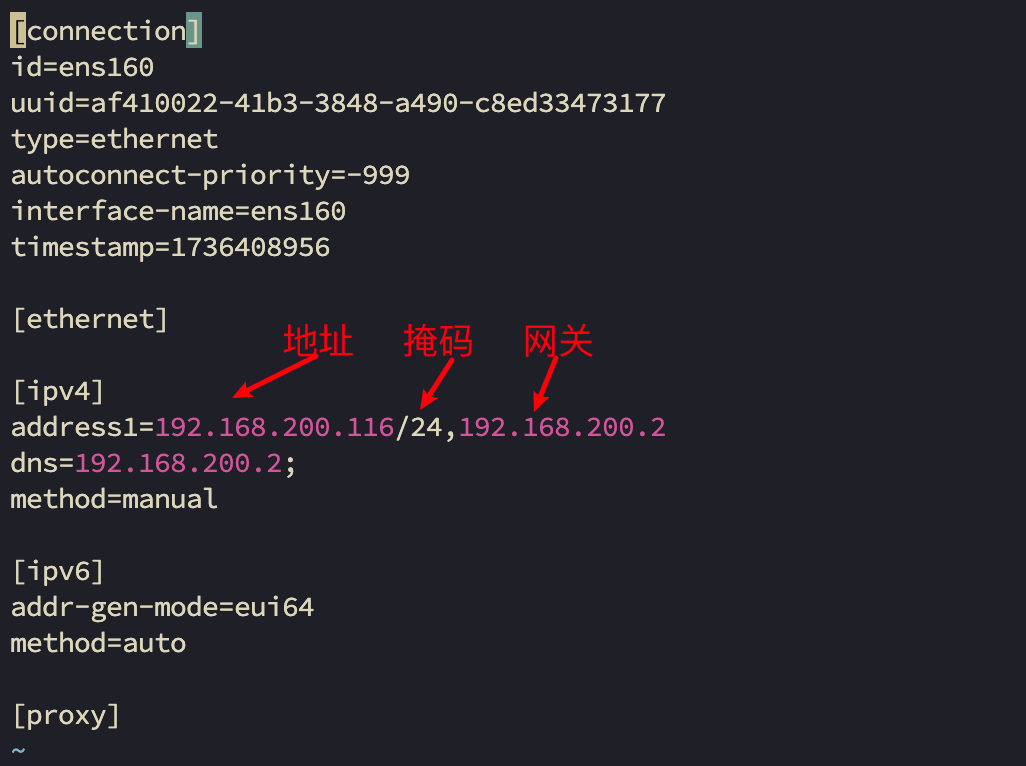 [connection]
id=ens160
uuid=af410022-41b3-3848-a490-c8ed33473177
type=ethernet
autoconnect-priority=-999
interface-name=ens160
timestamp=1736408956
[ethernet]
地址 掩码 网关
[ipv4]
address1=192.168.200.116/24,192.168.200.2
dns=192.168.200.2;
method=manual
[ipv6]
addr-gen-mode=eui64
method=auto
[proxy]
~